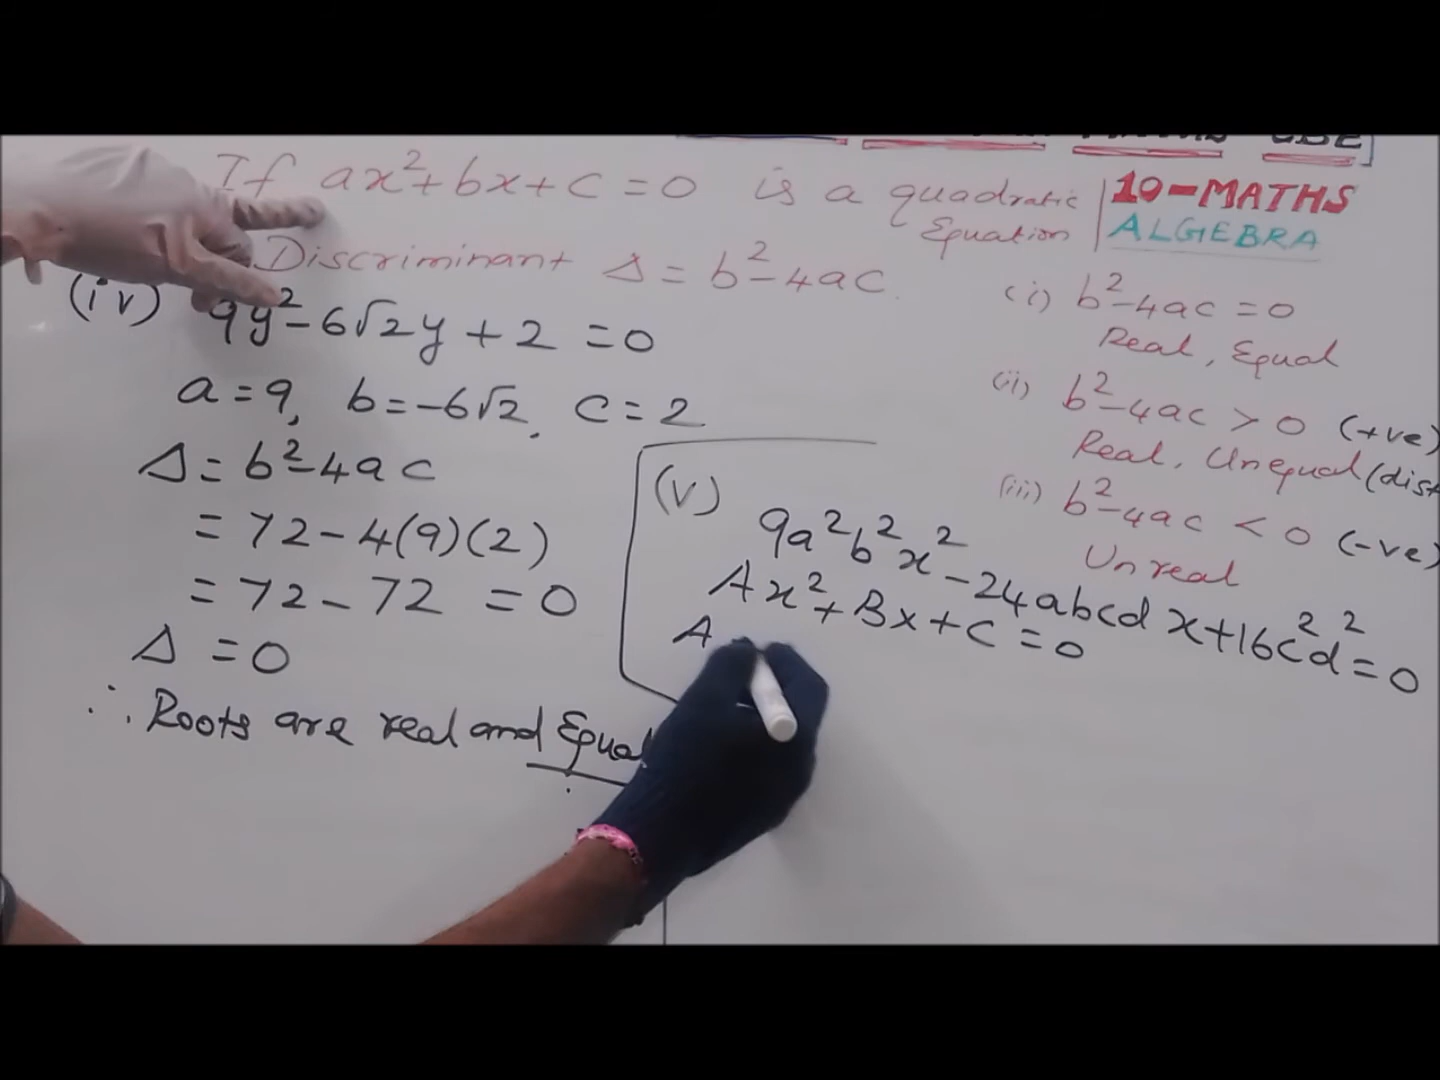 If ax²+bx+c=0 is a quadratic Equation
10-MATHS
ALGEBRA
Discriminant Δ = b²-4ac
(iv) 9y²-6√2y+2=0
a=9, b=-6√2, c=2
Δ=b²-4ac
=72-4(9)(2)
=72-72 =0
Δ=0
∴ Roots are real and Equal
(i) b²-4ac=0
Real, Equal
(ii) b²-4ac>0 (+ve)
Real, Unequal (dist
(iii) b²-4ac<0 (-ve)
Unreal
(v) 9a²b²x²-24abcdx+16c²d²=0
Ax²+Bx+C=0
A